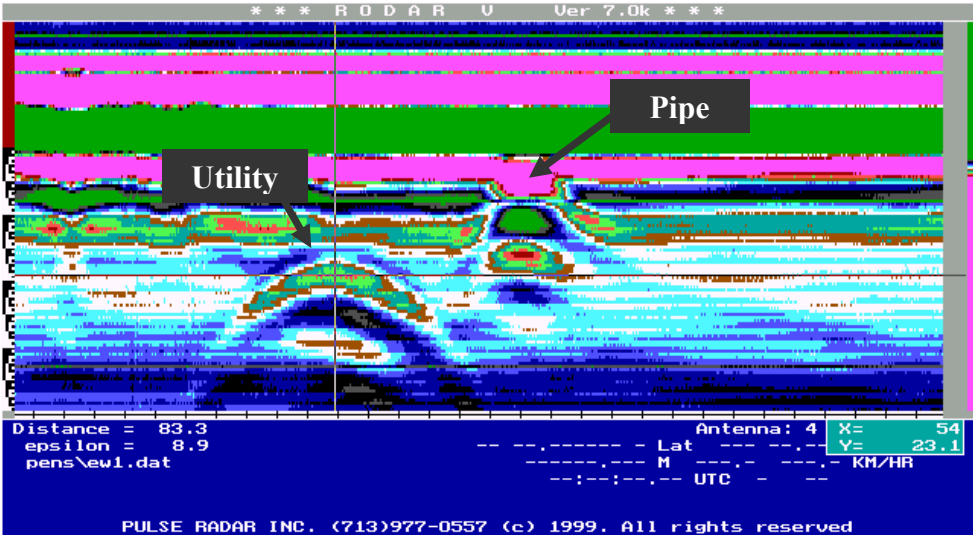 * * * R O D A R V Ver 7.0k * * *
Pipe
Utility
Distance = 83.3 Antenna: 4 X= 54
epsilon = 8.9 -- --.------ - Lat --- --.-- Y= 23.1
pens\ew1.dat ------.--- M ---.- ---.- KM/HR
--:--:--.-- UTC - --
PULSE RADAR INC. (713)977-0557 (c) 1999. All rights reserved